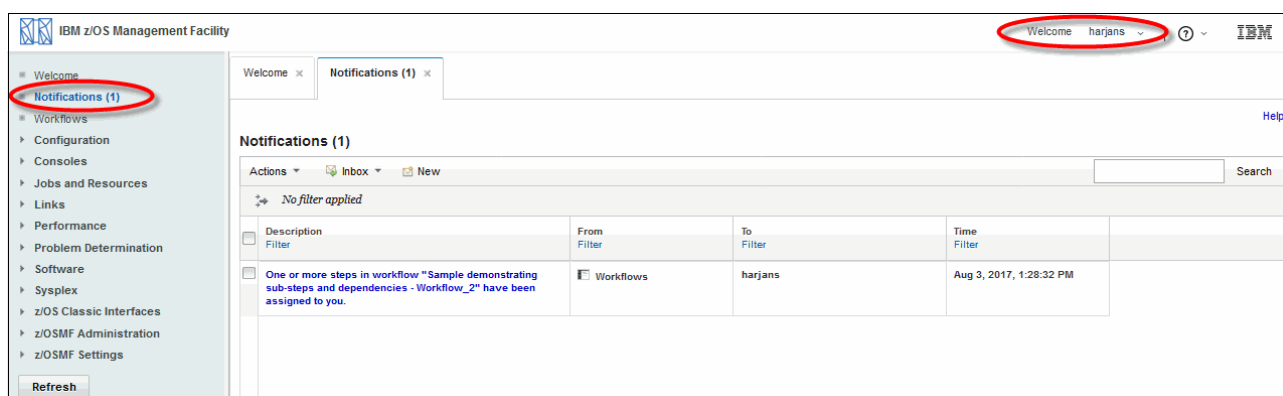 IBM z/OS Management Facility
Welcome harjans
IBM
Welcome
Notifications (1)
Workflows
Configuration
Consoles
Jobs and Resources
Links
Performance
Problem Determination
Software
Sysplex
z/OS Classic Interfaces
z/OSMF Administration
z/OSMF Settings
Refresh
Welcome × Notifications (1) ×
Help
Notifications (1)
Actions Inbox New Search
No filter applied
Description From To Time
Filter Filter Filter Filter
One or more steps in workflow "Sample demonstrating Workflows harjans Aug 3, 2017, 1:28:32 PM
sub-steps and dependencies - Workflow_2" have been
assigned to you.